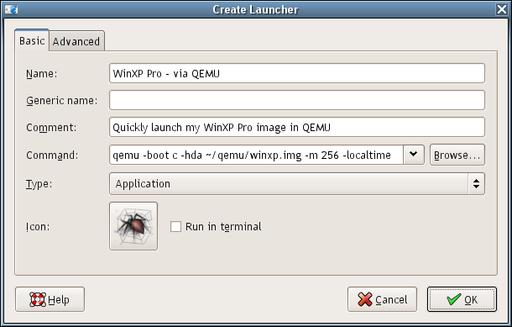 Create Launcher
Basic Advanced
Name: WinXP Pro - via QEMU
Generic name:
Comment: Quickly launch my WinXP Pro image in QEMU
Command: qemu -boot c -hda ~/qemu/winxp.img -m 256 -localtime Browse...
Type: Application
Icon: Run in terminal
Help Cancel OK